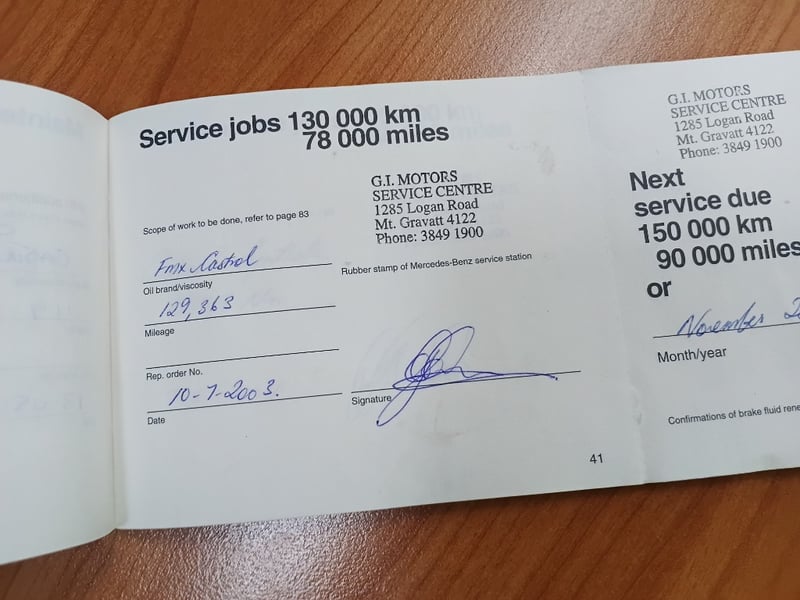 Service jobs 130 000 km
78 000 miles
Scope of work to be done, refer to page 83
G.I. MOTORS
SERVICE CENTRE
1285 Logan Road
Mt. Gravatt 4122
Phone: 3849 1900
Rubber stamp of Mercedes-Benz service station
Fmx Castrol
Oil brand/viscosity
129,363
Mileage
Rep. order No.
10-7-2003.
Date
Signature
41
G.I. MOTORS
SERVICE CENTRE
1285 Logan Road
Mt. Gravatt 4122
Phone: 3849 1900
Next
service due
150 000 km
90 000 miles
or
November
Month/year
Confirmations of brake fluid